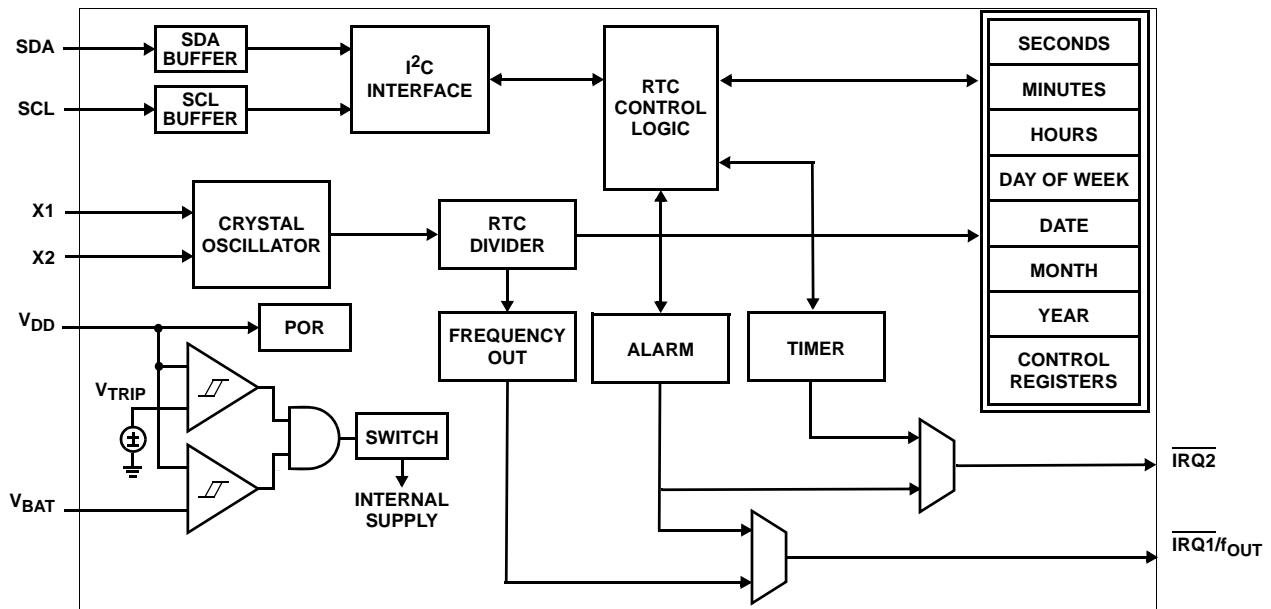 SDA
SDA
BUFFER
SCL
SCL
BUFFER
I²C
INTERFACE
RTC
CONTROL
LOGIC
SECONDS
MINUTES
HOURS
DAY OF WEEK
DATE
MONTH
YEAR
CONTROL
REGISTERS
X1
X2
CRYSTAL
OSCILLATOR
RTC
DIVIDER
VDD
POR
FREQUENCY
OUT
ALARM
TIMER
VTRIP
±
SWITCH
INTERNAL
SUPPLY
VBAT
IRQ2
IRQ1/fOUT